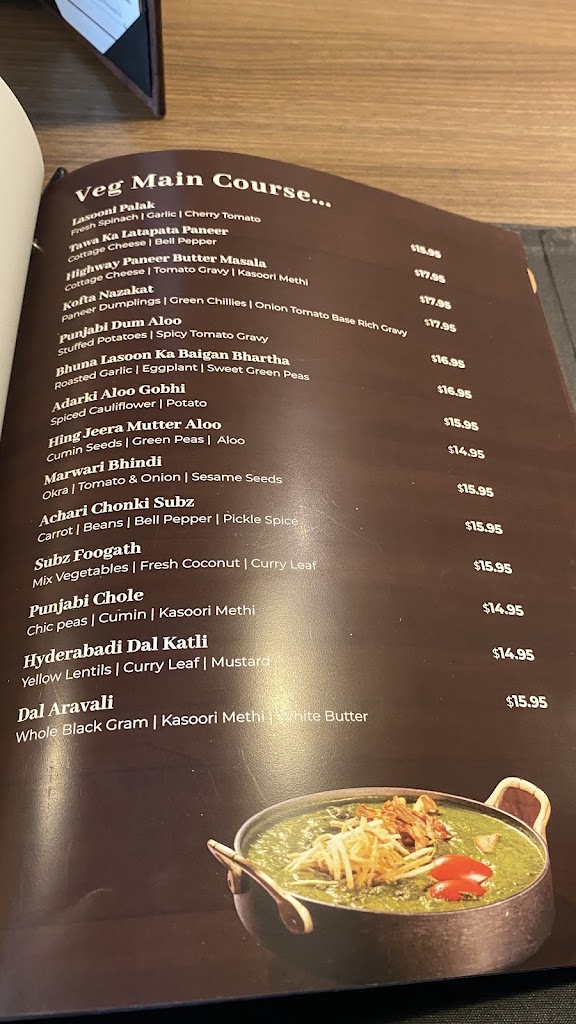 Veg Main Course...
Lasooni Palak $15.95
Fresh Spinach | Garlic | Cherry Tomato
Tawa Ka Latapata Paneer $17.95
Cottage Cheese | Bell Pepper
Highway Paneer Butter Masala $17.95
Cottage Cheese | Tomato Gravy | Kasoori Methi
Kofta Nazakat $17.95
Paneer Dumplings | Green Chillies | Onion Tomato Base Rich Gravy
Punjabi Dum Aloo $16.95
Stuffed Potatoes | Spicy Tomato Gravy
Bhuna Lasoon Ka Baigan Bhartha $16.95
Roasted Garlic | Eggplant | Sweet Green Peas
Adarki Aloo Gobhi $15.95
Spiced Cauliflower | Potato
Hing Jeera Mutter Aloo $14.95
Cumin Seeds | Green Peas | Aloo
Marwari Bhindi $15.95
Okra | Tomato & Onion | Sesame Seeds
Achari Chonki Subz $15.95
Carrot | Beans | Bell Pepper | Pickle Spice
Subz Foogath $15.95
Mix Vegetables | Fresh Coconut | Curry Leaf
Punjabi Chole $14.95
Chic peas | Cumin | Kasoori Methi
Hyderabadi Dal Katli $14.95
Yellow Lentils | Curry Leaf | Mustard
Dal Aravali $15.95
Whole Black Gram | Kasoori Methi | White Butter